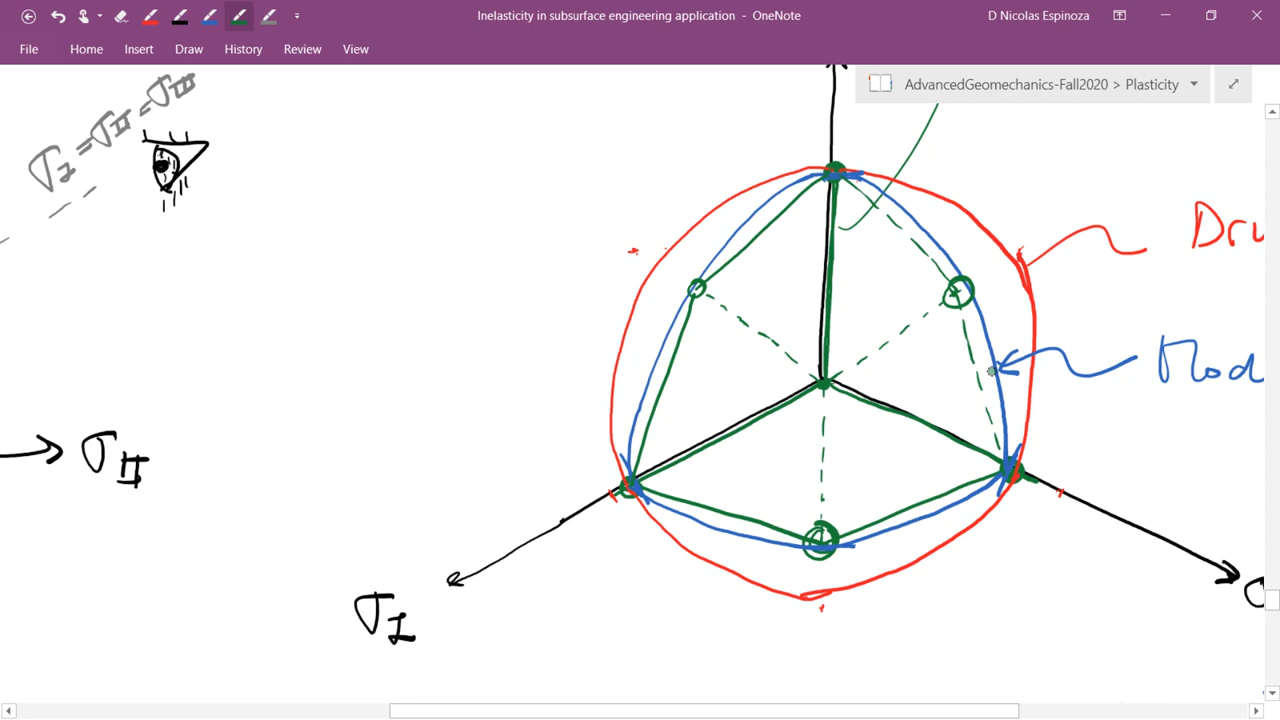 Inelasticity in subsurface engineering application - OneNote
D Nicolas Espinoza
File Home Insert Draw History Review View
AdvancedGeomechanics-Fall2020 > Plasticity
σI = σII = σIII
Dru
Mod
σII
σI
σ